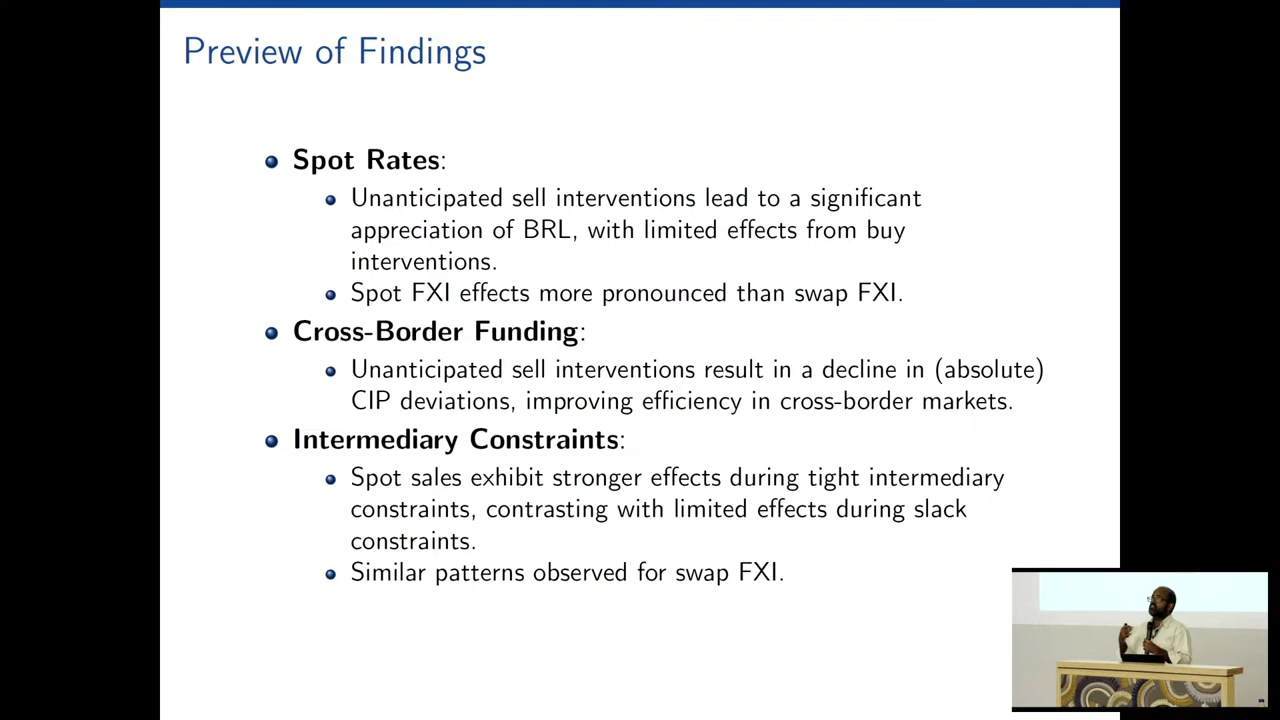 Preview of Findings
Spot Rates:
Unanticipated sell interventions lead to a significant
appreciation of BRL, with limited effects from buy
interventions.
Spot FXI effects more pronounced than swap FXI.
Cross-Border Funding:
Unanticipated sell interventions result in a decline in (absolute)
CIP deviations, improving efficiency in cross-border markets.
Intermediary Constraints:
Spot sales exhibit stronger effects during tight intermediary
constraints, contrasting with limited effects during slack
constraints.
Similar patterns observed for swap FXI.